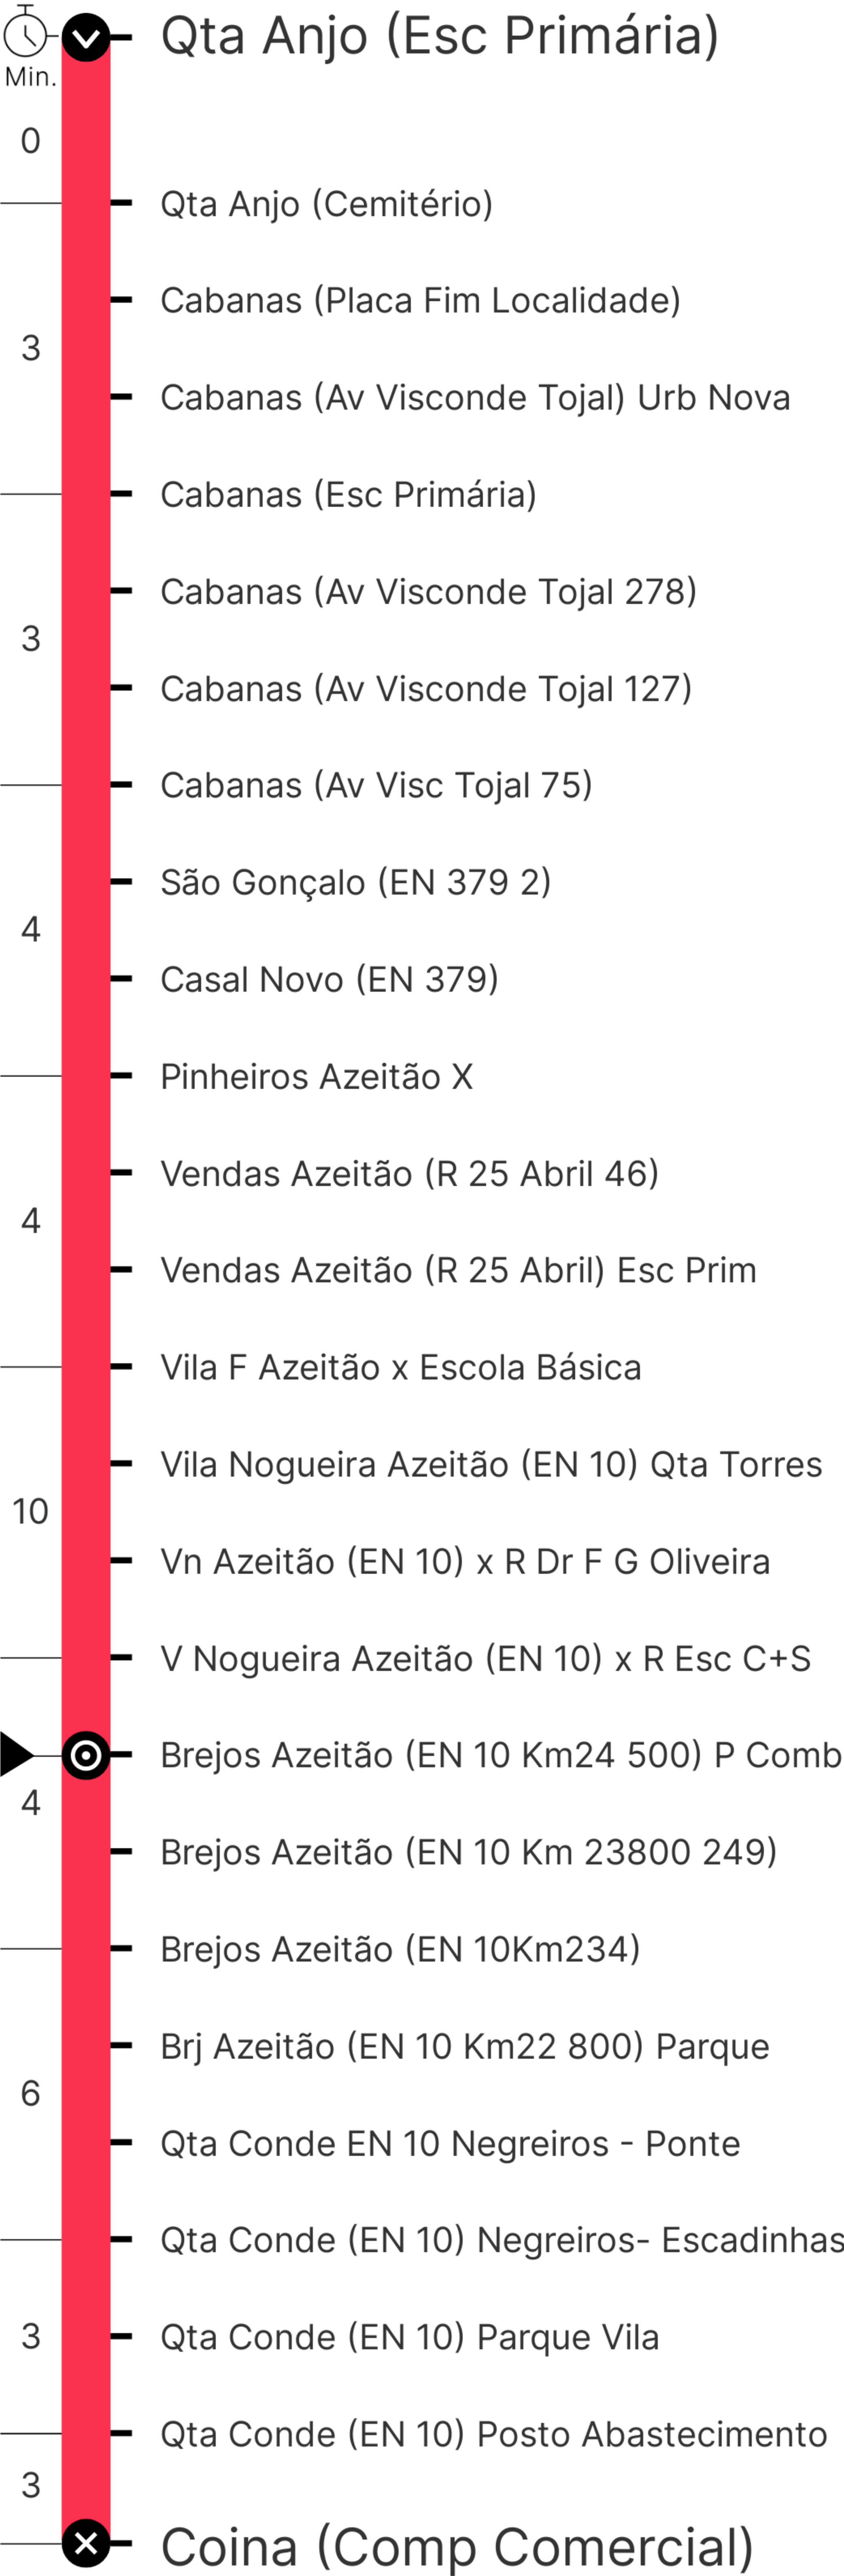 Qta Anjo (Esc Primária)
Min.
0
Qta Anjo (Cemitério)
Cabanas (Placa Fim Localidade)
3
Cabanas (Av Visconde Tojal) Urb Nova
Cabanas (Esc Primária)
Cabanas (Av Visconde Tojal 278)
3
Cabanas (Av Visconde Tojal 127)
Cabanas (Av Visc Tojal 75)
São Gonçalo (EN 379 2)
4
Casal Novo (EN 379)
Pinheiros Azeitão X
Vendas Azeitão (R 25 Abril 46)
4
Vendas Azeitão (R 25 Abril) Esc Prim
Vila F Azeitão x Escola Básica
Vila Nogueira Azeitão (EN 10) Qta Torres
10
Vn Azeitão (EN 10) x R Dr F G Oliveira
V Nogueira Azeitão (EN 10) x R Esc C+S
Brejos Azeitão (EN 10 Km24 500) P Comb
4
Brejos Azeitão (EN 10 Km 23800 249)
Brejos Azeitão (EN 10Km234)
Brj Azeitão (EN 10 Km22 800) Parque
6
Qta Conde EN 10 Negreiros - Ponte
Qta Conde (EN 10) Negreiros- Escadinhas
3
Qta Conde (EN 10) Parque Vila
Qta Conde (EN 10) Posto Abastecimento
3
Coina (Comp Comercial)